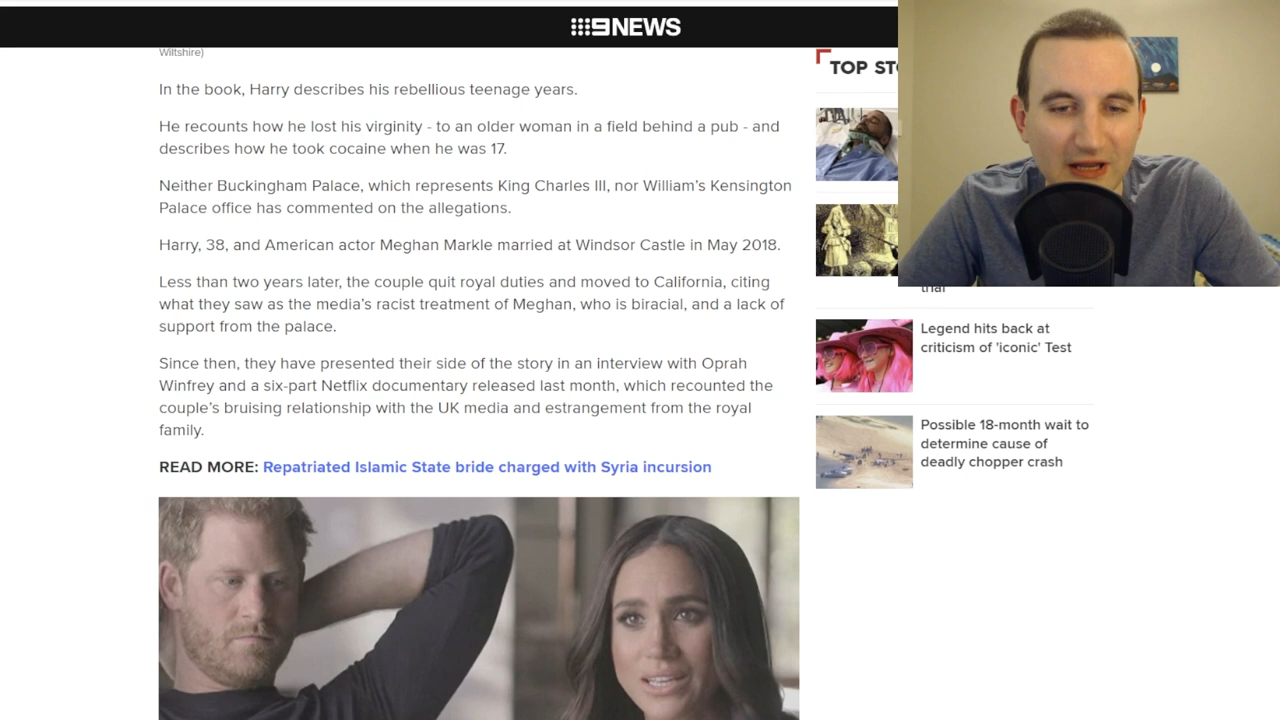 9NEWS
Wiltshire)
In the book, Harry describes his rebellious teenage years.
He recounts how he lost his virginity - to an older woman in a field behind a pub - and
describes how he took cocaine when he was 17.
Neither Buckingham Palace, which represents King Charles III, nor William’s Kensington
Palace office has commented on the allegations.
Harry, 38, and American actor Meghan Markle married at Windsor Castle in May 2018.
Less than two years later, the couple quit royal duties and moved to California, citing
what they saw as the media’s racist treatment of Meghan, who is biracial, and a lack of
support from the palace.
Since then, they have presented their side of the story in an interview with Oprah
Winfrey and a six-part Netflix documentary released last month, which recounted the
couple’s bruising relationship with the UK media and estrangement from the royal
family.
READ MORE: Repatriated Islamic State bride charged with Syria incursion
TOP STO
trial
Legend hits back at
criticism of 'iconic' Test
Possible 18-month wait to
determine cause of
deadly chopper crash